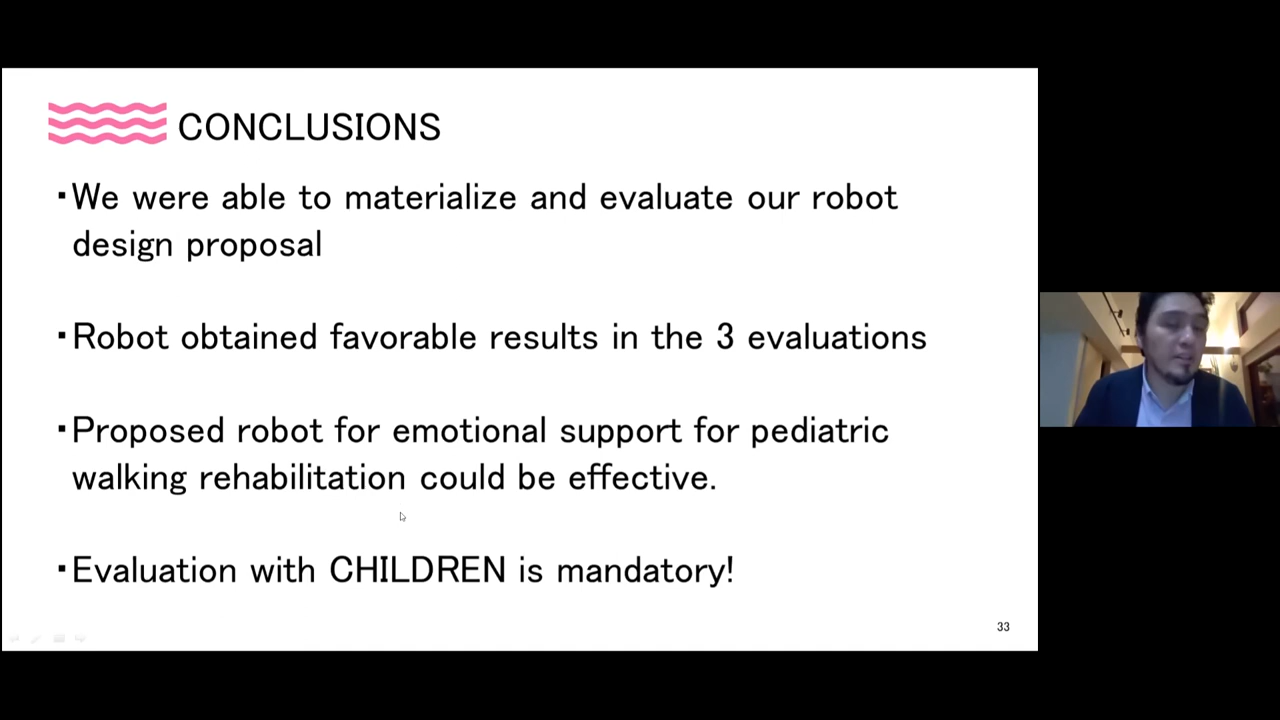 CONCLUSIONS
・We were able to materialize and evaluate our robot
design proposal
・Robot obtained favorable results in the 3 evaluations
・Proposed robot for emotional support for pediatric
walking rehabilitation could be effective.
・Evaluation with CHILDREN is mandatory!
33